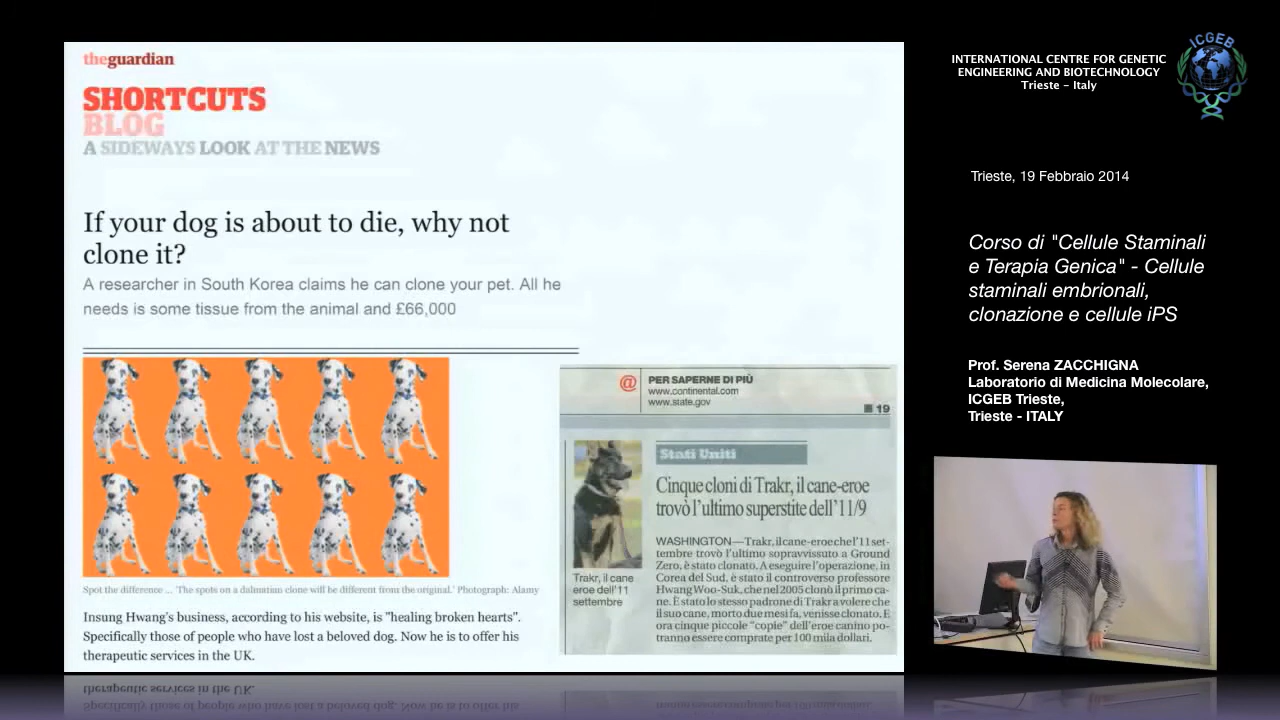 theguardian
SHORTCUTS
BLOG
A SIDEWAYS LOOK AT THE NEWS
If your dog is about to die, why not
clone it?
A researcher in South Korea claims he can clone your pet. All he
needs is some tissue from the animal and £66,000
Spot the difference ... 'The spots on a dalmatian clone will be different from the original.' Photograph: Alamy
Insung Hwang's business, according to his website, is "healing broken hearts".
Specifically those of people who have lost a beloved dog. Now he is to offer his
therapeutic services in the UK.
@
PER SAPERNE DI PIÙ
www.continental.com
www.state.gov
19
Stati Uniti
Cinque cloni di Trakr, il cane-eroe
trovò l'ultimo superstite dell'11/9
WASHINGTON—Trakr, il cane-eroe che l'11 set-
tembre trovò l'ultimo sopravvissuto a Ground
Zero, è stato clonato. A eseguire l'operazione, in
Corea del Sud, è stato il controverso professore
Hwang Woo-Suk, che nel 2005 clonò il primo ca-
ne. È stato lo stesso padrone di Trakr a volere che
il suo cane, morto due mesi fa, venisse clonato. E
ora cinque piccole "copie" dell'eroe canino po-
tranno essere comprate per 100 mila dollari.
Trakr, il cane
eroe dell'11
settembre
INTERNATIONAL CENTRE FOR GENETIC
ENGINEERING AND BIOTECHNOLOGY
Trieste - Italy
ICGEB
Trieste, 19 Febbraio 2014
Corso di "Cellule Staminali
e Terapia Genica" - Cellule
staminali embrionali,
clonazione e cellule iPS
Prof. Serena ZACCHIGNA
Laboratorio di Medicina Molecolare,
ICGEB Trieste,
Trieste - ITALY